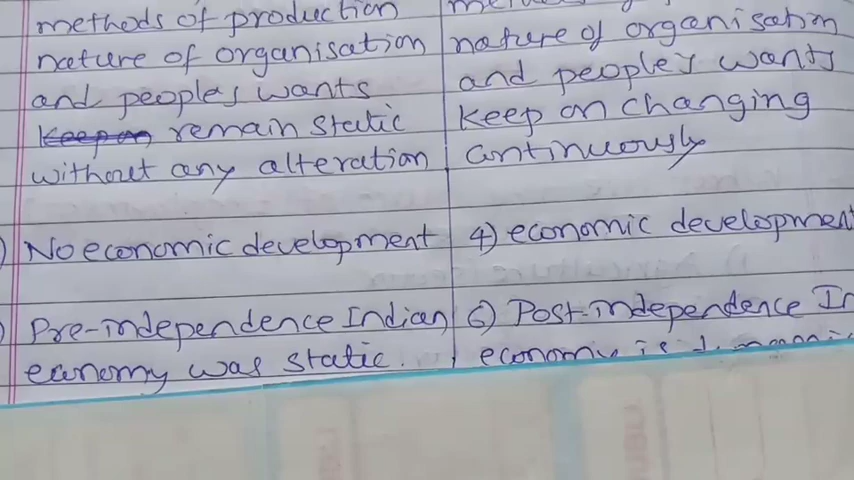 methods of production
nature of organisation
and peoples wants
remain static
without any alteration
No economic development
Pre-independence Indian
economy was static.
nature of organisation
and people's wants
keep on changing
continuously
4) economic development
6) Post-independence In
economy is